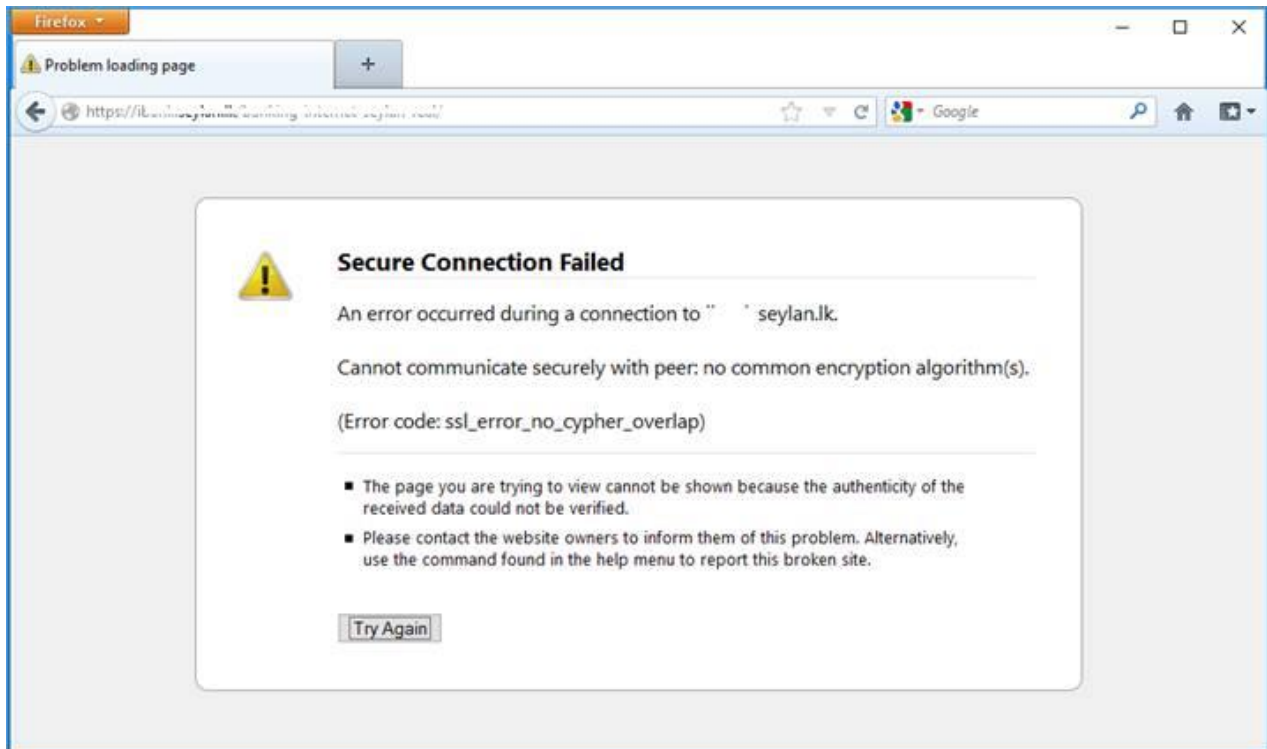 Firefox
Problem loading page
https://
Google
Secure Connection Failed
An error occurred during a connection to seylan.lk.
Cannot communicate securely with peer: no common encryption algorithm(s).
(Error code: ssl_error_no_cypher_overlap)
The page you are trying to view cannot be shown because the authenticity of the
received data could not be verified.
Please contact the website owners to inform them of this problem. Alternatively,
use the command found in the help menu to report this broken site.
Try Again